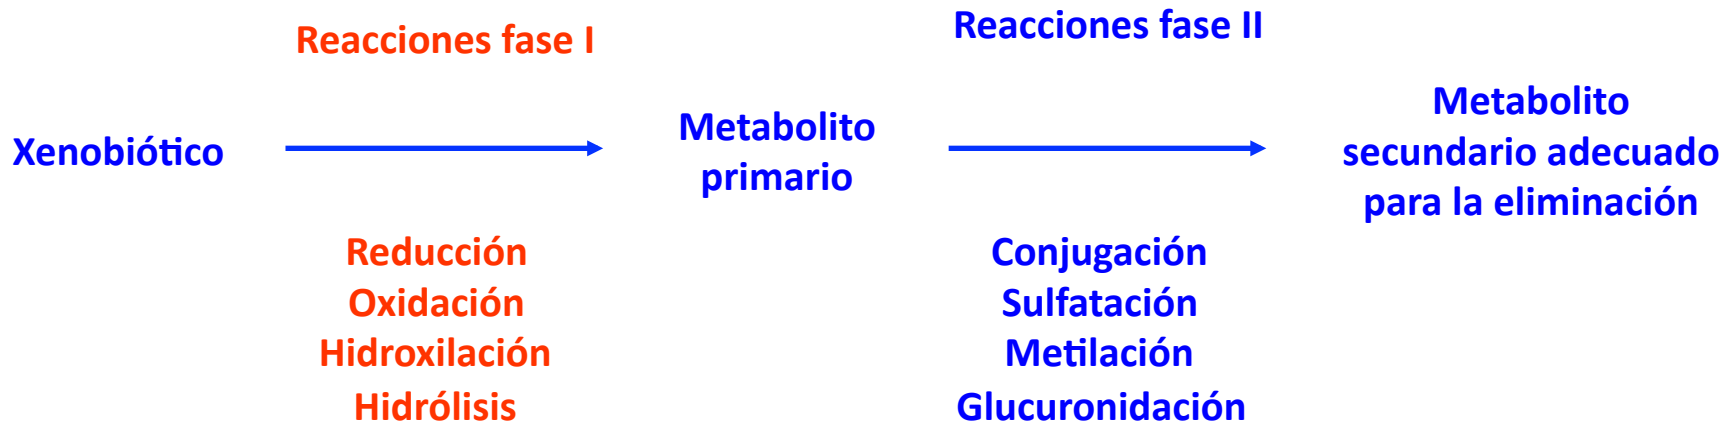 Reacciones fase I
Reacciones fase II
Xenobiótico
Metabolito
primario
Metabolito
secundario adecuado
para la eliminación
Reducción
Oxidación
Hidroxilación
Hidrólisis
Conjugación
Sulfatación
Metilación
Glucuronidación